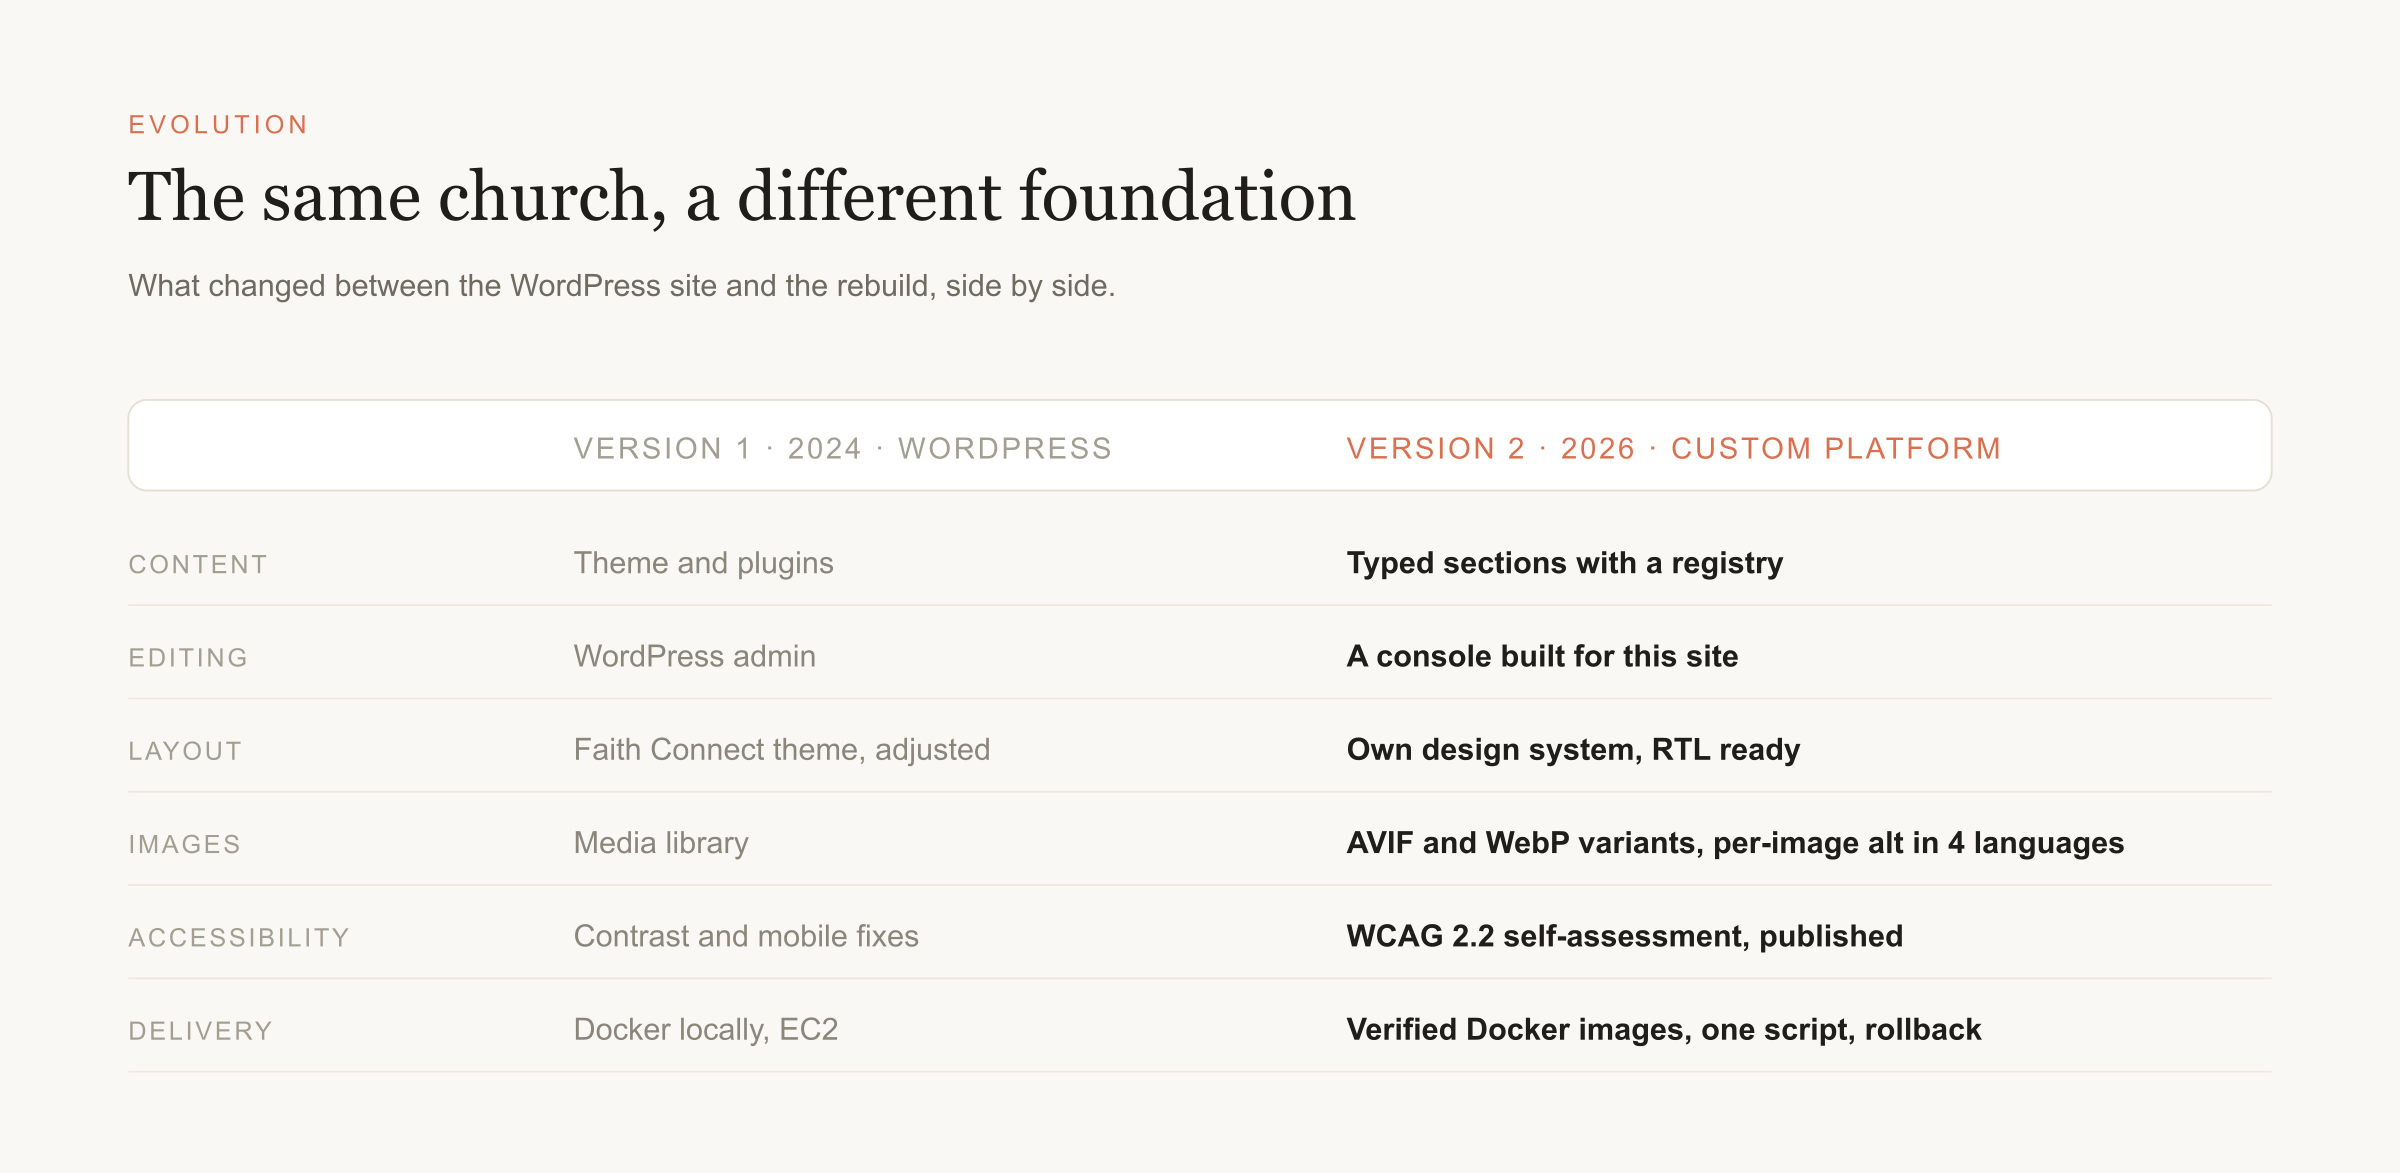 EVOLUTION
The same church, a different foundation
What changed between the WordPress site and the rebuild, side by side.
VERSION 1 · 2024 · WORDPRESS VERSION 2 · 2026 · CUSTOM PLATFORM
CONTENT Theme and plugins Typed sections with a registry
EDITING WordPress admin A console built for this site
LAYOUT Faith Connect theme, adjusted Own design system, RTL ready
IMAGES Media library AVIF and WebP variants, per-image alt in 4 languages
ACCESSIBILITY Contrast and mobile fixes WCAG 2.2 self-assessment, published
DELIVERY Docker locally, EC2 Verified Docker images, one script, rollback